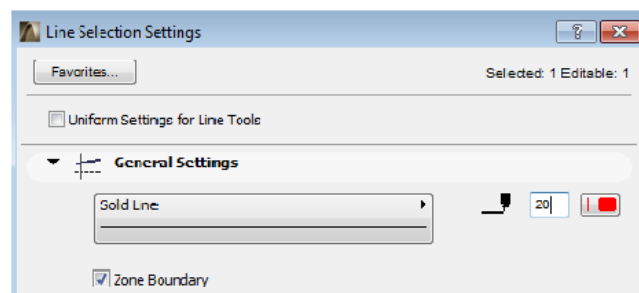 Line Selection Settings
Favorites...
Selected: 1 Editable: 1
Uniform Settings for Line Tools
General Settings
Solid Line
20
Zone Boundary